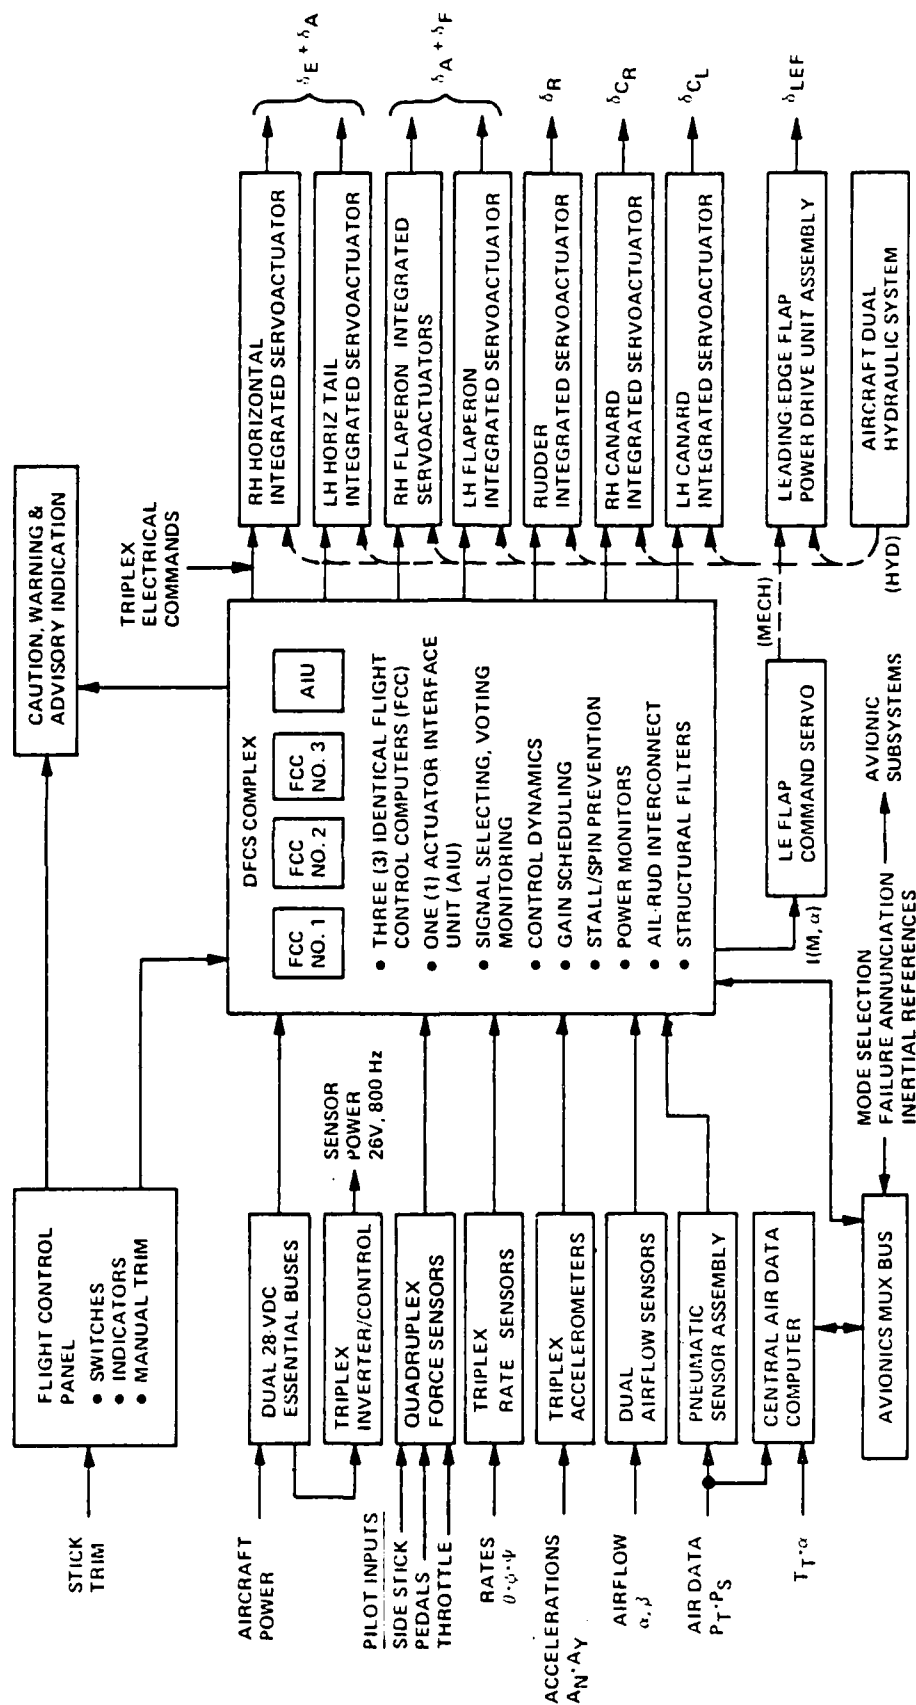 STICK
TRIM
FLIGHT CONTROL
PANEL
• SWITCHES
• INDICATORS
• MANUAL TRIM
CAUTION, WARNING &
ADVISORY INDICATION
AIRCRAFT
POWER
DUAL 28-VDC
ESSENTIAL BUSES
TRIPLEX
INVERTER/CONTROL
SENSOR
POWER
26V, 800 Hz
PILOT INPUTS
SIDE STICK
PEDALS
THROTTLE
QUADRUPLEX
FORCE SENSORS
RATES
θ·φ·Ψ
TRIPLEX
RATE SENSORS
ACCELERATIONS
AN·AY
TRIPLEX
ACCELEROMETERS
AIRFLOW
α, β
DUAL
AIRFLOW SENSORS
AIR DATA
PT·PS
PNEUMATIC
SENSOR ASSEMBLY
TT·α
CENTRAL AIR DATA
COMPUTER
AVIONICS MUX BUS
MODE SELECTION
FAILURE ANNUNCIATION
INERTIAL REFERENCES
AVIONIC
SUBSYSTEMS
DFCS COMPLEX
FCC
NO. 1
FCC
NO. 2
FCC
NO. 3
AIU
• THREE (3) IDENTICAL FLIGHT
CONTROL COMPUTERS (FCC)
• ONE (1) ACTUATOR INTERFACE
UNIT (AIU)
• SIGNAL SELECTING, VOTING
MONITORING
• CONTROL DYNAMICS
• GAIN SCHEDULING
• STALL/SPIN PREVENTION
• POWER MONITORS
• AIL-RUD INTERCONNECT
• STRUCTURAL FILTERS
(M, α)
LE FLAP
COMMAND SERVO
(MECH)
(HYD)
TRIPLEX
ELECTRICAL
COMMANDS
RH HORIZONTAL
INTEGRATED SERVOACTUATOR
LH HORIZ TAIL
INTEGRATED SERVOACTUATOR
δE + δA
RH FLAPERON INTEGRATED
SERVOACTUATORS
LH FLAPERON
INTEGRATED SERVOACTUATOR
δA + δF
RUDDER
INTEGRATED SERVOACTUATOR
δR
RH CANARD
INTEGRATED SERVOACTUATOR
δCR
LH CANARD
INTEGRATED SERVOACTUATOR
δCL
LEADING-EDGE FLAP
POWER DRIVE UNIT ASSEMBLY
δLEF
AIRCRAFT DUAL
HYDRAULIC SYSTEM